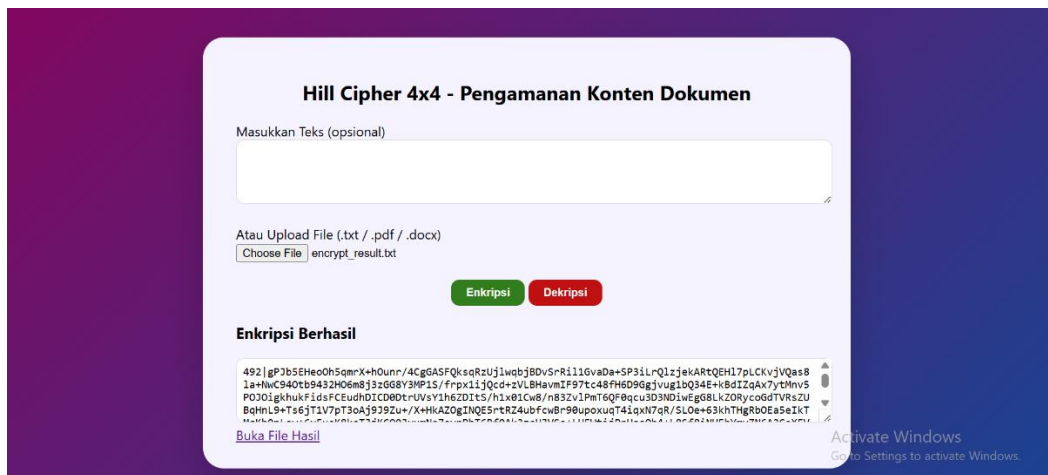 Hill Cipher 4x4 - Pengamanan Konten Dokumen
Masukkan Teks (opsional)
Atau Upload File (.txt / .pdf / .docx)
Choose File encrypt_result.txt
Enkripsi Dekripsi
Enkripsi Berhasil
492|gPJb5EHeoOh5qmrX+hOunr/4CgGASFQksqRzUjlwqbjBDvSrRil1GvaDa+SP3iLrQlzjekARtQEHl7pLCKvjVQas8
la+NwC94Otb9432HO6m8j3zGG8Y3MP1S/frpx1ijQcd+zVLBHavmIF97tc48fH6D9Ggjvug1bQ34E+kBdIZqAx7ytMnv5
POJOigkhukFidsFCEudhDICD0DtrUVsY1h6ZDItS/h1x01Cw8/n83ZvlPmT6QF0qcu3D3NDiwEgG8LkZORycoGdTVRsZU
BqHnL9+Ts6jT1V7pT3oAj9J9Zu+/X+HkAZOgINQE5rtRZ4ubfcwBr90upoxuqT4iqxN7qR/SLOe+63khTHgRbOEa5eIkT
Buka File Hasil
Activate Windows
Go to Settings to activate Windows.